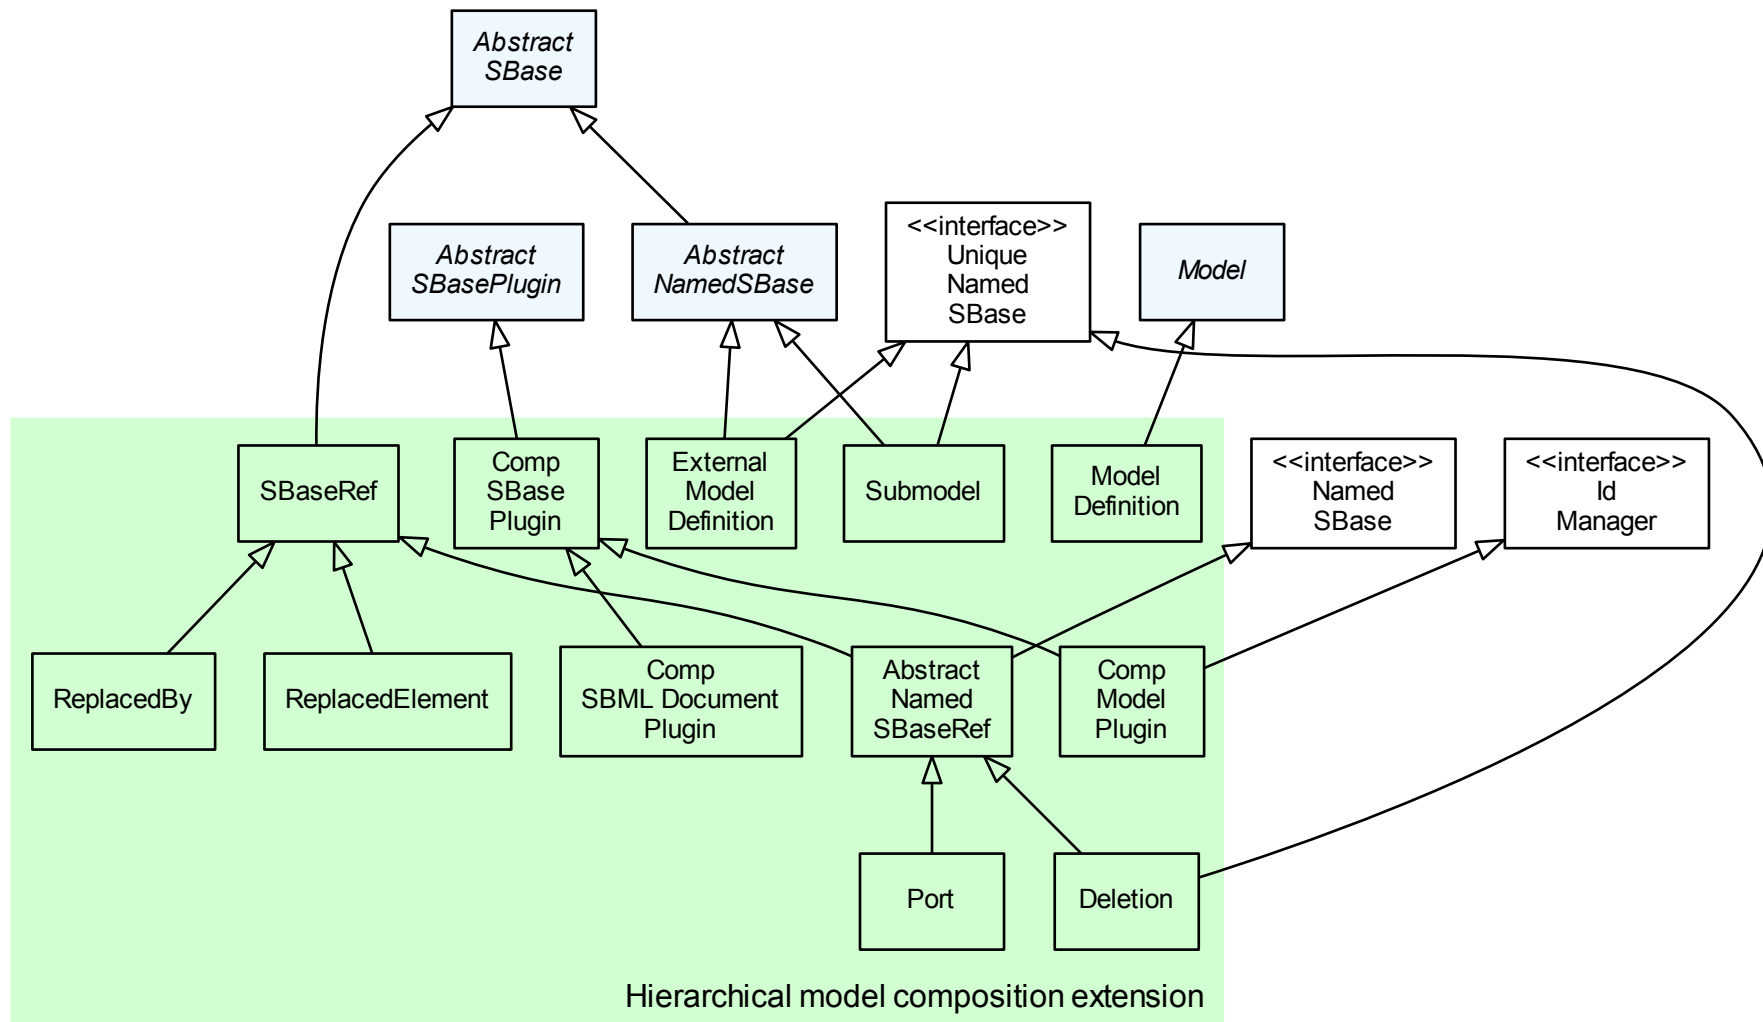 Abstract
SBase
Abstract
SBasePlugin
Abstract
NamedSBase
<<interface>>
Unique
Named
SBase
Model
SBaseRef
Comp
SBase
Plugin
External
Model
Definition
Submodel
Model
Definition
<<interface>>
Named
SBase
<<interface>>
Id
Manager
ReplacedBy
ReplacedElement
Comp
SBML Document
Plugin
Abstract
Named
SBaseRef
Comp
Model
Plugin
Port
Deletion
Hierarchical model composition extension